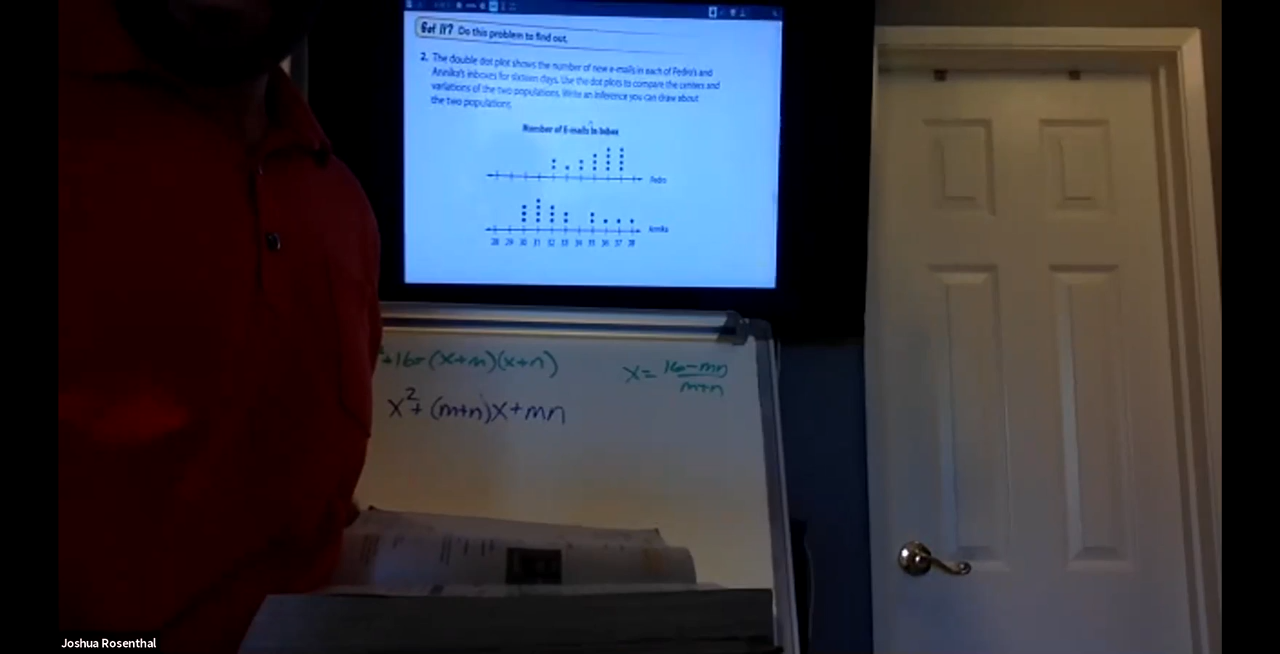 Got It? Do this problem to find out.
2. The double dot plot shows the number of new e-mails in each of Pedro's and
Annika's inboxes for sixteen days. Use the dot plots to compare the centers and
variations of the two populations. Write an inference you can draw about
the two populations.
Number of E-mails in Inbox
Pedro
Annika
28 29 30 31 32 33 34 35 36 37 38
+16=(x+m)(x+n)
x=16-mn/m+n
x²+(m+n)x+mn
Joshua Rosenthal